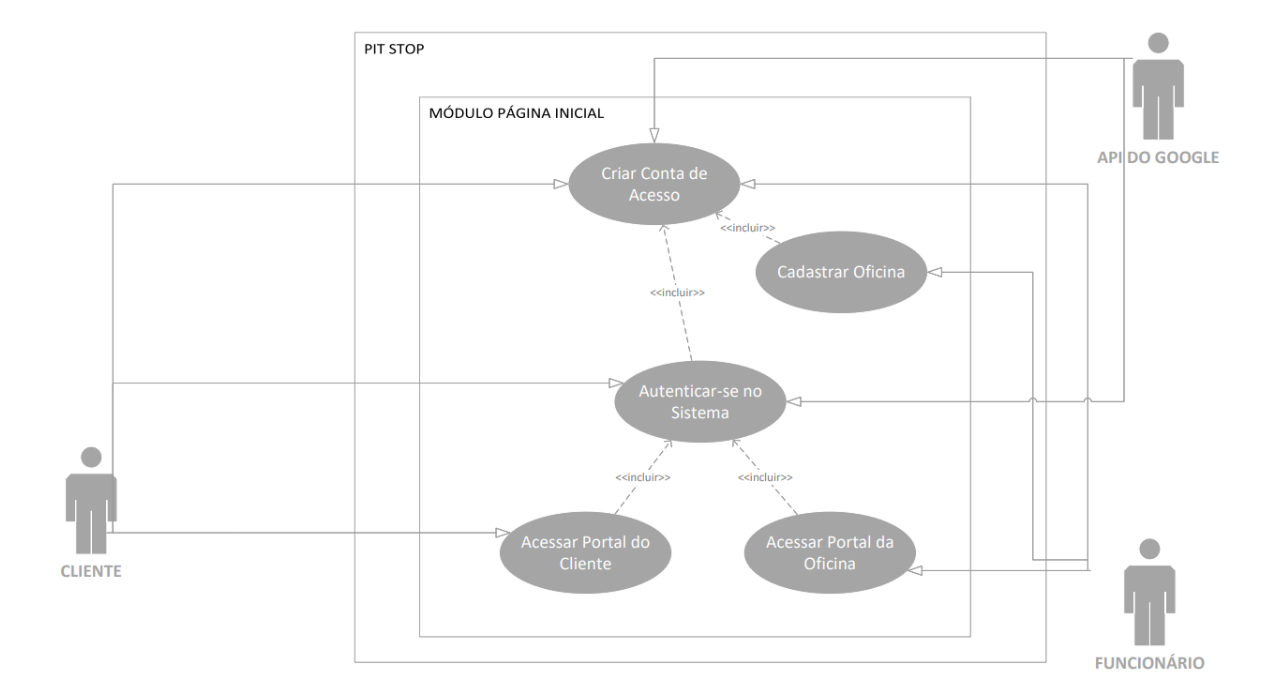 PIT STOP
MÓDULO PÁGINA INICIAL
API DO GOOGLE
Criar Conta de
Acesso
<<incluir>>
Cadastrar Oficina
<<incluir>>
Autenticar-se no
Sistema
<<incluir>>
<<incluir>>
Acessar Portal do
Cliente
Acessar Portal da
Oficina
CLIENTE
FUNCIONÁRIO